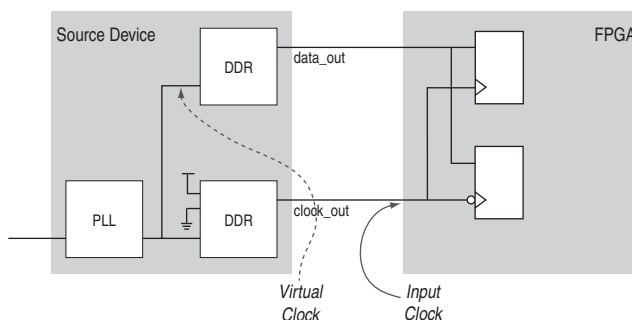 Source Device
FPGA
DDR
data_out
PLL
DDR
clock_out
Virtual
Clock
Input
Clock